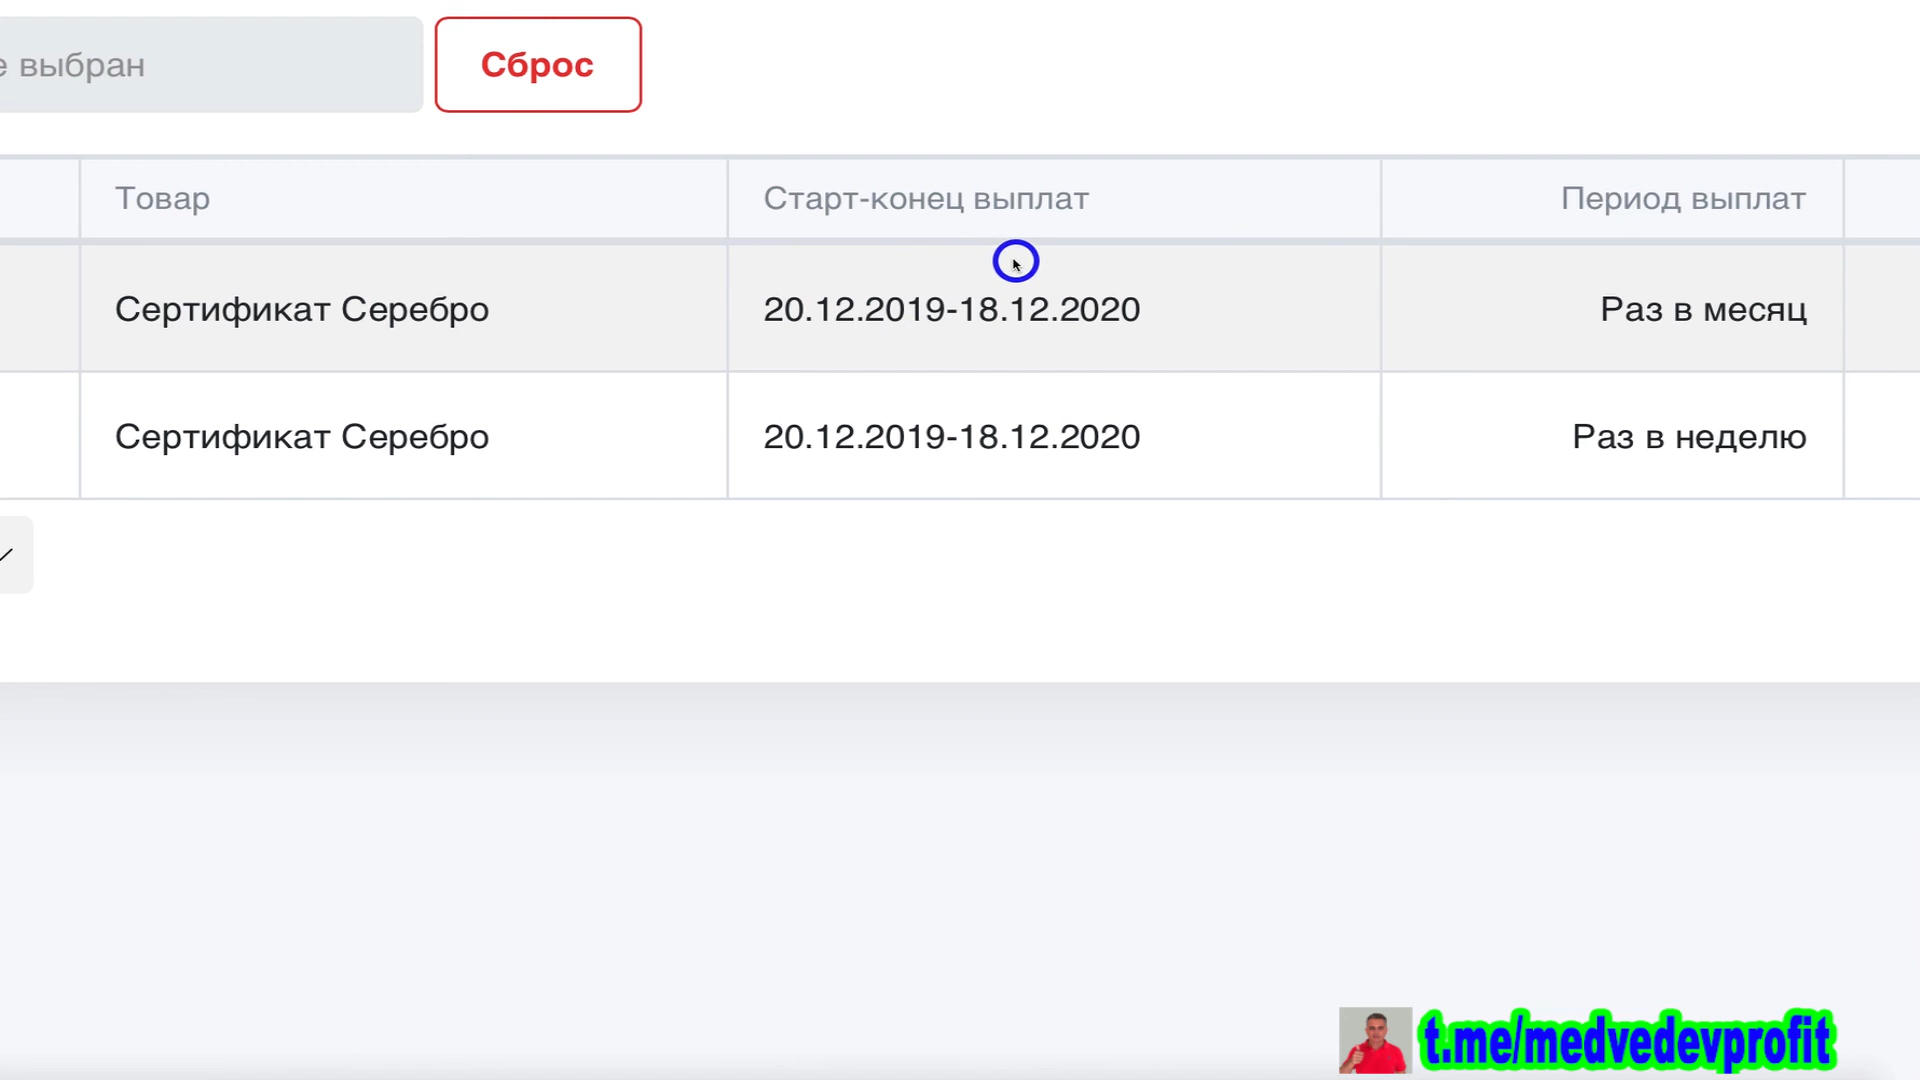 е выбран
Сброс
Товар
Старт-конец выплат
Период выплат
Сертификат Серебро
20.12.2019-18.12.2020
Раз в месяц
Сертификат Серебро
20.12.2019-18.12.2020
Раз в неделю
t.me/medvedevprofit